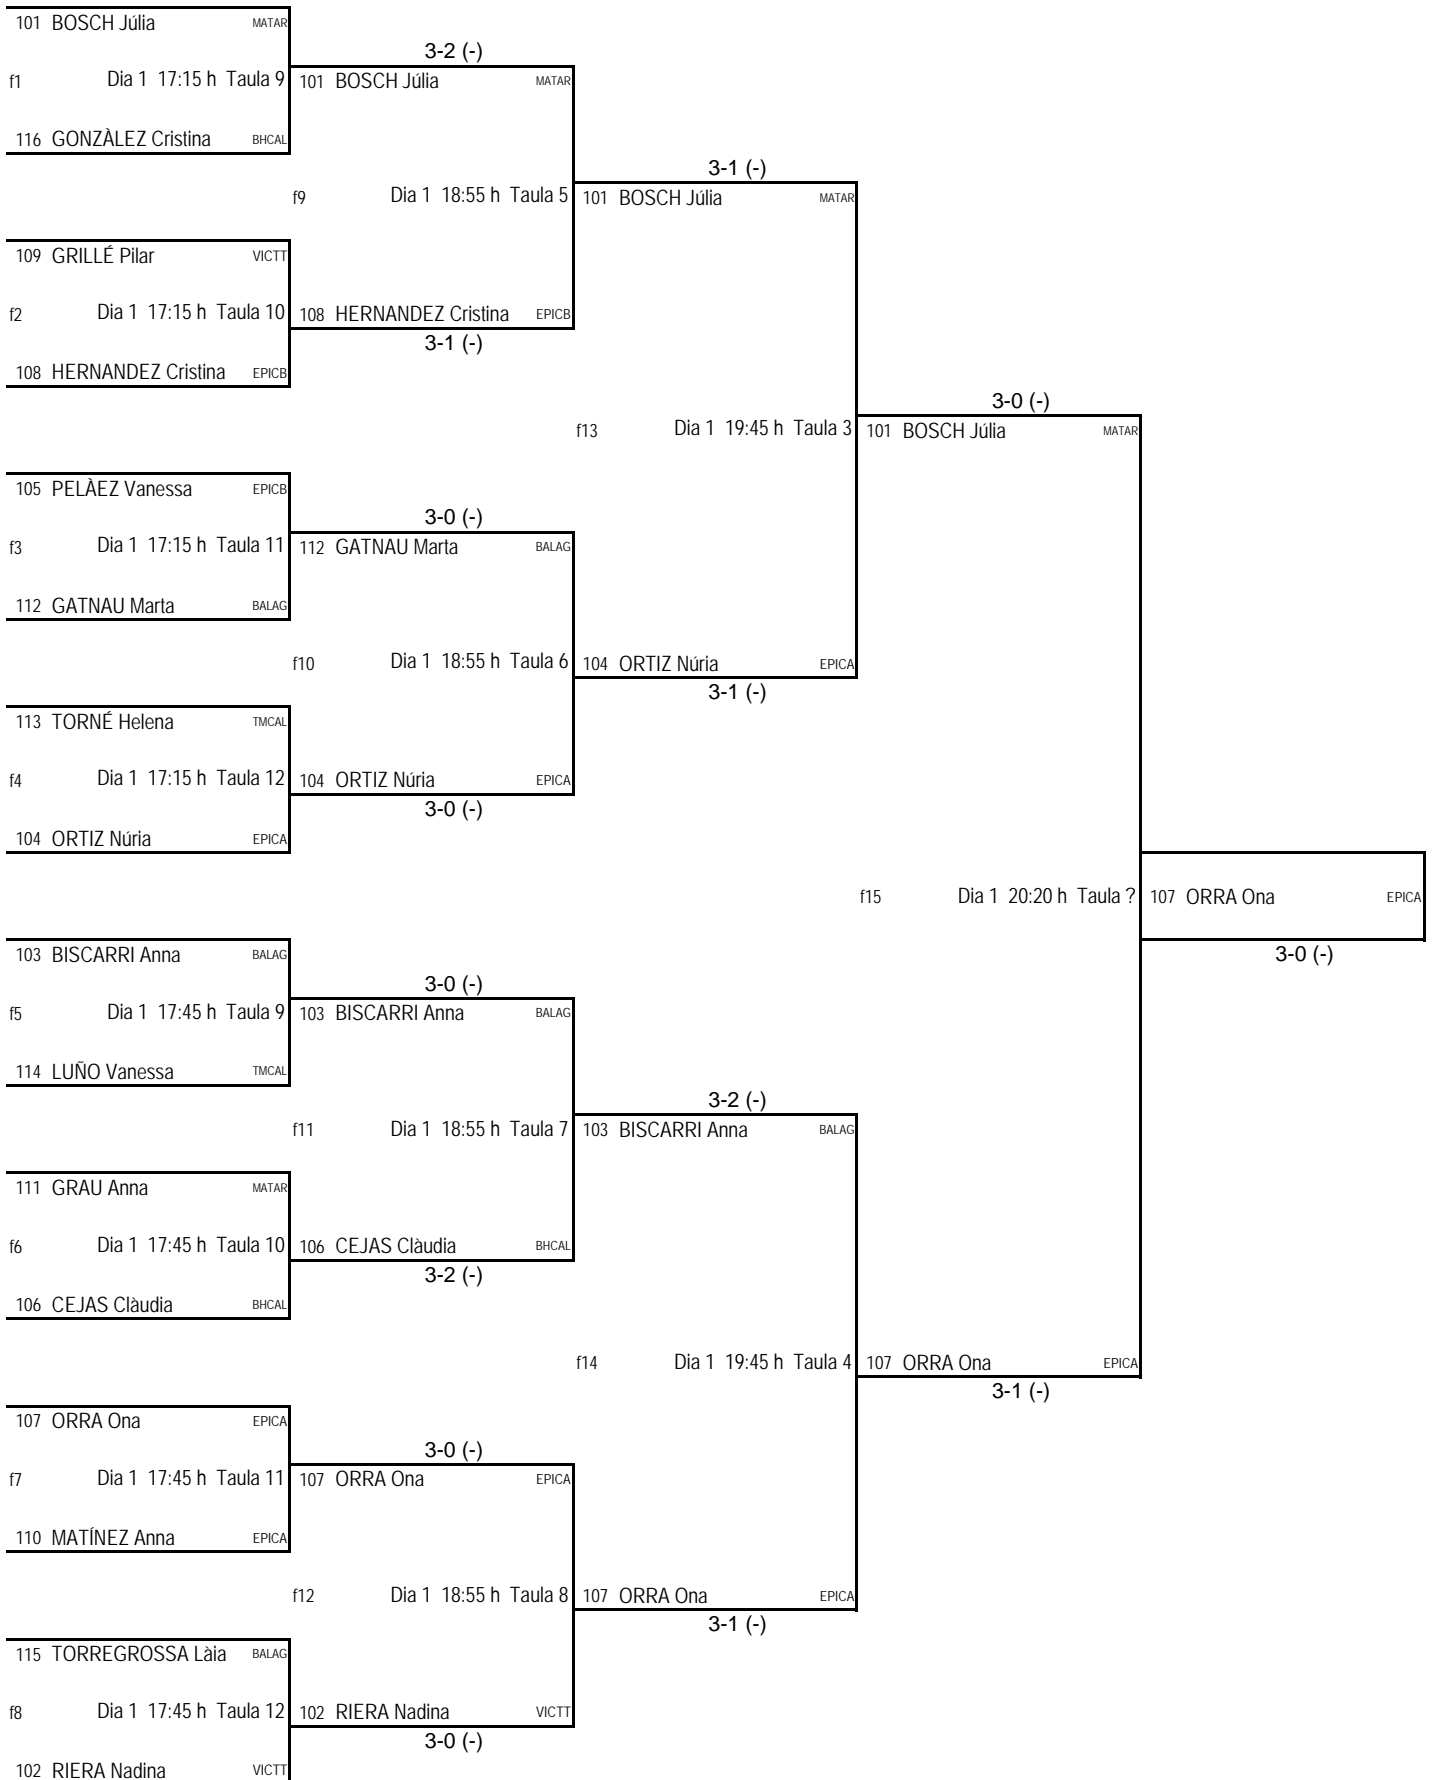 101 BOSCH Júlia MATAR
3-2 (-)
f1 Dia 1 17:15 h Taula 9 101 BOSCH Júlia MATAR
116 GONZÀLEZ Cristina BHCAL
3-1 (-)
f9 Dia 1 18:55 h Taula 5 101 BOSCH Júlia MATAR
109 GRILLÉ Pilar VICTT
f2 Dia 1 17:15 h Taula 10 108 HERNANDEZ Cristina EPICB
3-1 (-)
108 HERNANDEZ Cristina EPICB
3-0 (-)
f13 Dia 1 19:45 h Taula 3 101 BOSCH Júlia MATAR
105 PELÀEZ Vanessa EPICB
3-0 (-)
f3 Dia 1 17:15 h Taula 11 112 GATNAU Marta BALAG
112 GATNAU Marta BALAG
f10 Dia 1 18:55 h Taula 6 104 ORTIZ Núria EPICA
3-1 (-)
113 TORNÉ Helena TMCAL
f4 Dia 1 17:15 h Taula 12 104 ORTIZ Núria EPICA
3-0 (-)
104 ORTIZ Núria EPICA
f15 Dia 1 20:20 h Taula ? 107 ORRA Ona EPICA
103 BISCARRI Anna BALAG
3-0 (-)
3-0 (-)
f5 Dia 1 17:45 h Taula 9 103 BISCARRI Anna BALAG
114 LUÑO Vanessa TMCAL
3-2 (-)
f11 Dia 1 18:55 h Taula 7 103 BISCARRI Anna BALAG
111 GRAU Anna MATAR
f6 Dia 1 17:45 h Taula 10 106 CEJAS Clàudia BHCAL
3-2 (-)
106 CEJAS Clàudia BHCAL
f14 Dia 1 19:45 h Taula 4 107 ORRA Ona EPICA
3-1 (-)
107 ORRA Ona EPICA
3-0 (-)
f7 Dia 1 17:45 h Taula 11 107 ORRA Ona EPICA
110 MATÍNEZ Anna EPICA
f12 Dia 1 18:55 h Taula 8 107 ORRA Ona EPICA
3-1 (-)
115 TORREGROSSA Làia BALAG
f8 Dia 1 17:45 h Taula 12 102 RIERA Nadina VICTT
3-0 (-)
102 RIERA Nadina VICTT